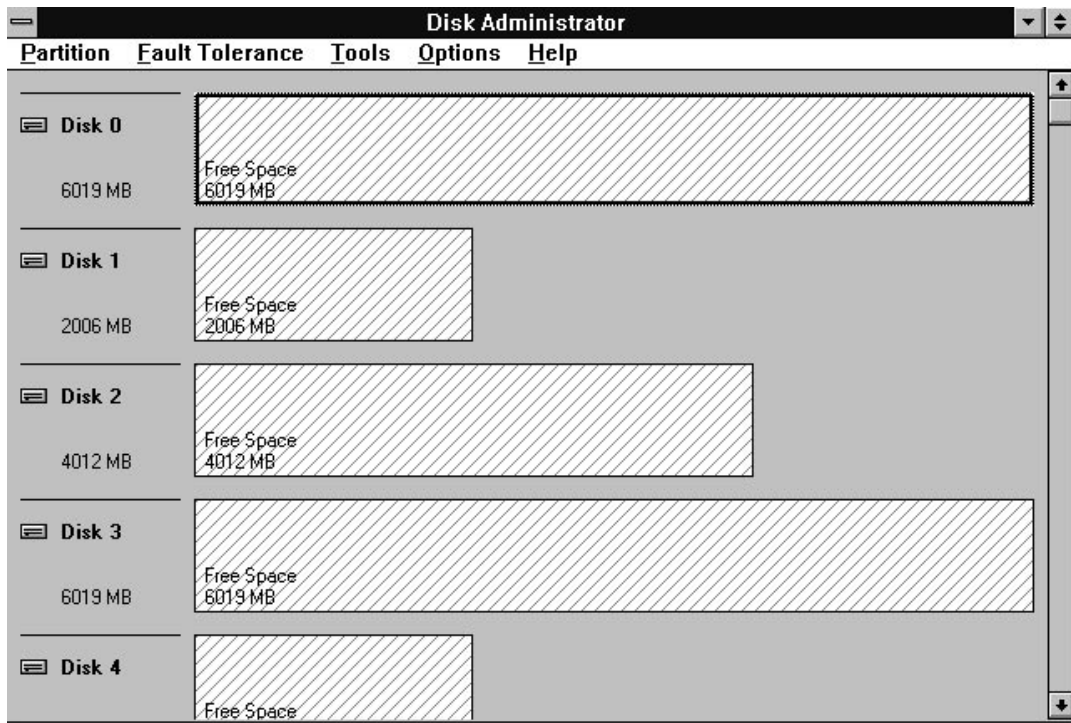 Disk Administrator
Partition Fault Tolerance Tools Options Help
Disk 0
6019 MB
Free Space
6019 MB
Disk 1
2006 MB
Free Space
2006 MB
Disk 2
4012 MB
Free Space
4012 MB
Disk 3
6019 MB
Free Space
6019 MB
Disk 4
Free Space